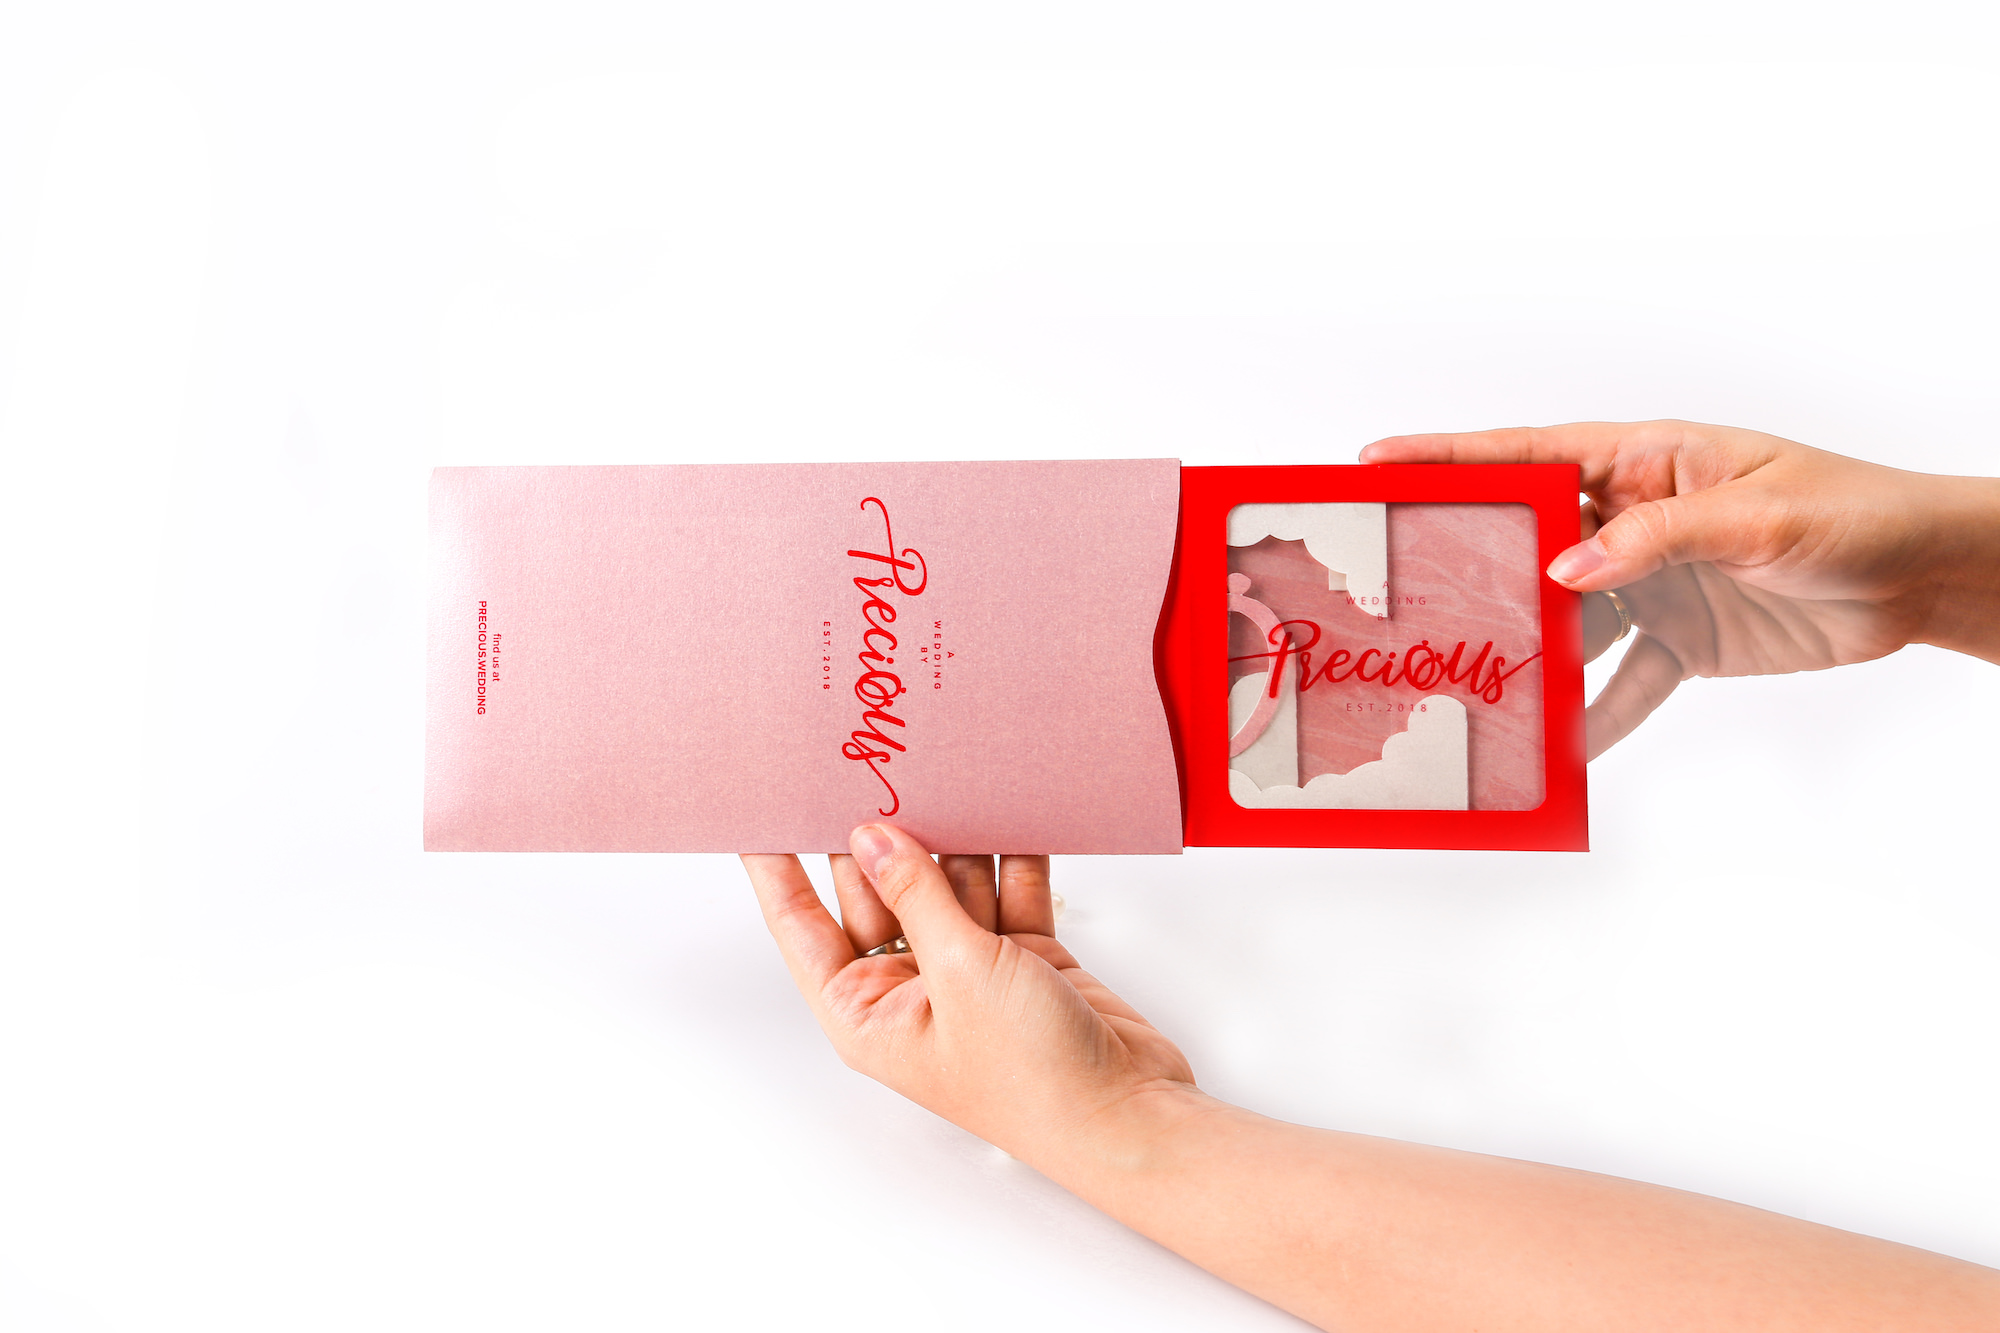 A
WEDDING
BY
Precious
EST.2018
find us at
PRECIOUS.WEDDING
A
WEDDING
BY
Precious
EST.2018